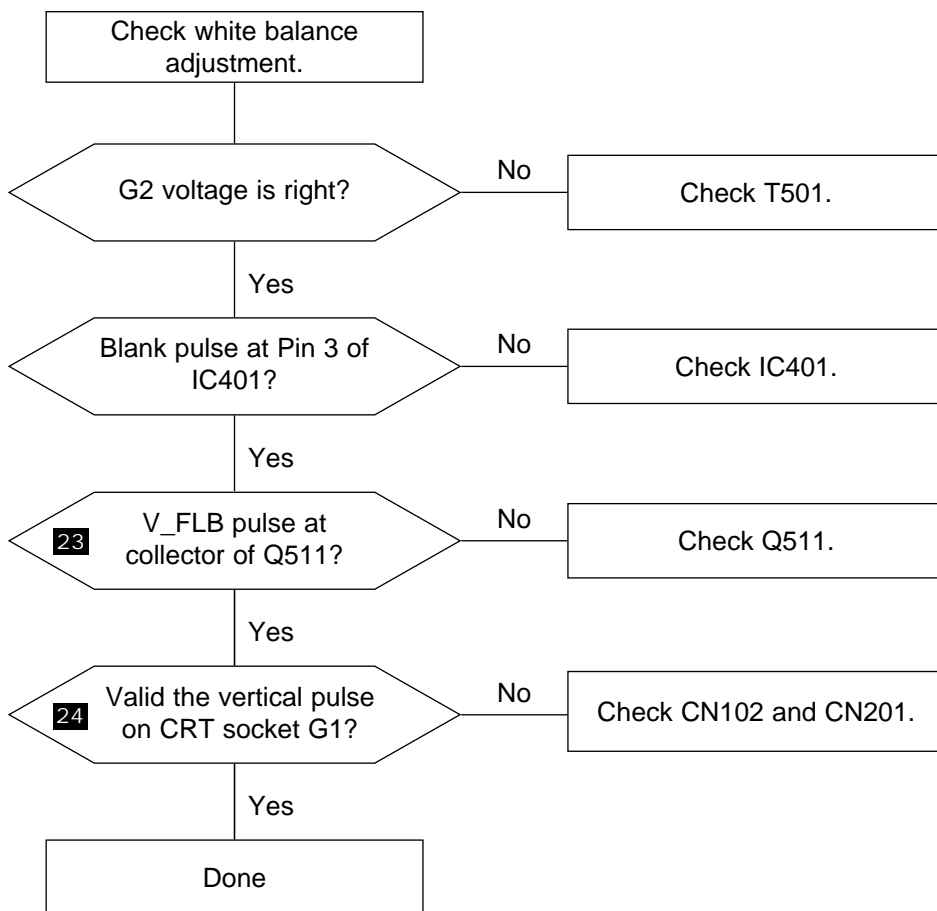 Check white balance
adjustment.
G2 voltage is right?
No
Check T501.
Yes
Blank pulse at Pin 3 of
IC401?
No
Check IC401.
Yes
23
V_FLB pulse at
collector of Q511?
No
Check Q511.
Yes
24
Valid the vertical pulse
on CRT socket G1?
No
Check CN102 and CN201.
Yes
Done